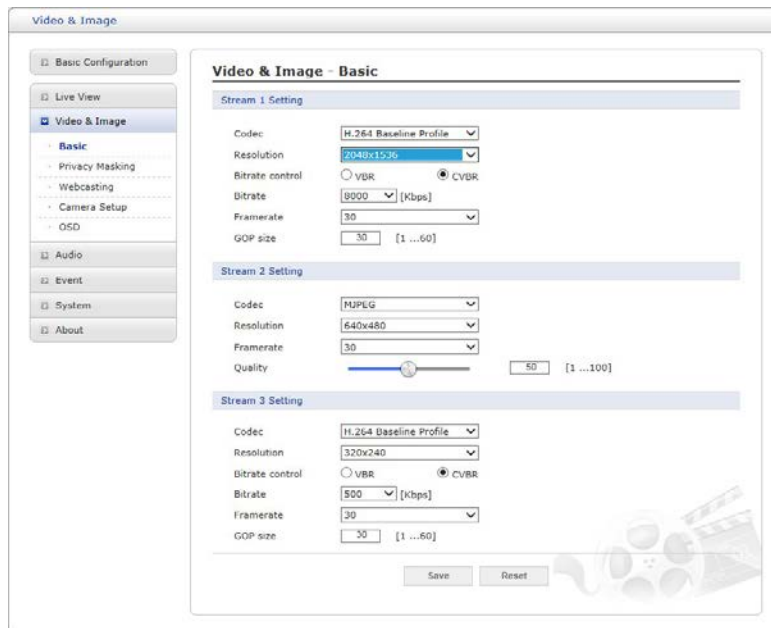 Video & Image
Basic Configuration
Live View
Video & Image
Basic
Privacy Masking
Webcasting
Camera Setup
OSD
Audio
Event
System
About
Video & Image - Basic
Stream 1 Setting
Codec H.264 Baseline Profile
Resolution 2048x1536
Bitrate control VBR CVBR
Bitrate 8000 [Kbps]
Framerate 30
GOP size 30 [1 ...60]
Stream 2 Setting
Codec MJPEG
Resolution 640x480
Framerate 30
Quality 50 [1 ...100]
Stream 3 Setting
Codec H.264 Baseline Profile
Resolution 320x240
Bitrate control VBR CVBR
Bitrate 500 [Kbps]
Framerate 30
GOP size 30 [1 ...60]
Save Reset